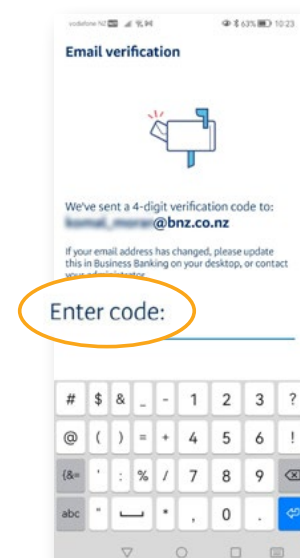 vodafone NZ 63% 10:23
Email verification
We've sent a 4-digit verification code to:
@bnz.co.nz
If your email address has changed, please update
this in Business Banking on your desktop, or contact
your administrator
Enter code:
# $ & _ - 1 2 3 ?
@ ( ) = + 4 5 6 !
{&= ' : % / 7 8 9
abc " * , 0 .